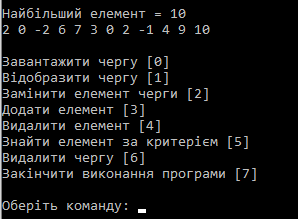 Найбільший елемент = 10
2 0 -2 6 7 3 0 2 -1 4 9 10
Завантажити чергу [0]
Відобразити чергу [1]
Замінити елемент черги [2]
Додати елемент [3]
Видалити елемент [4]
Знайти елемент за критерієм [5]
Видалити чергу [6]
Закінчити виконання програми [7]
Оберіть команду: